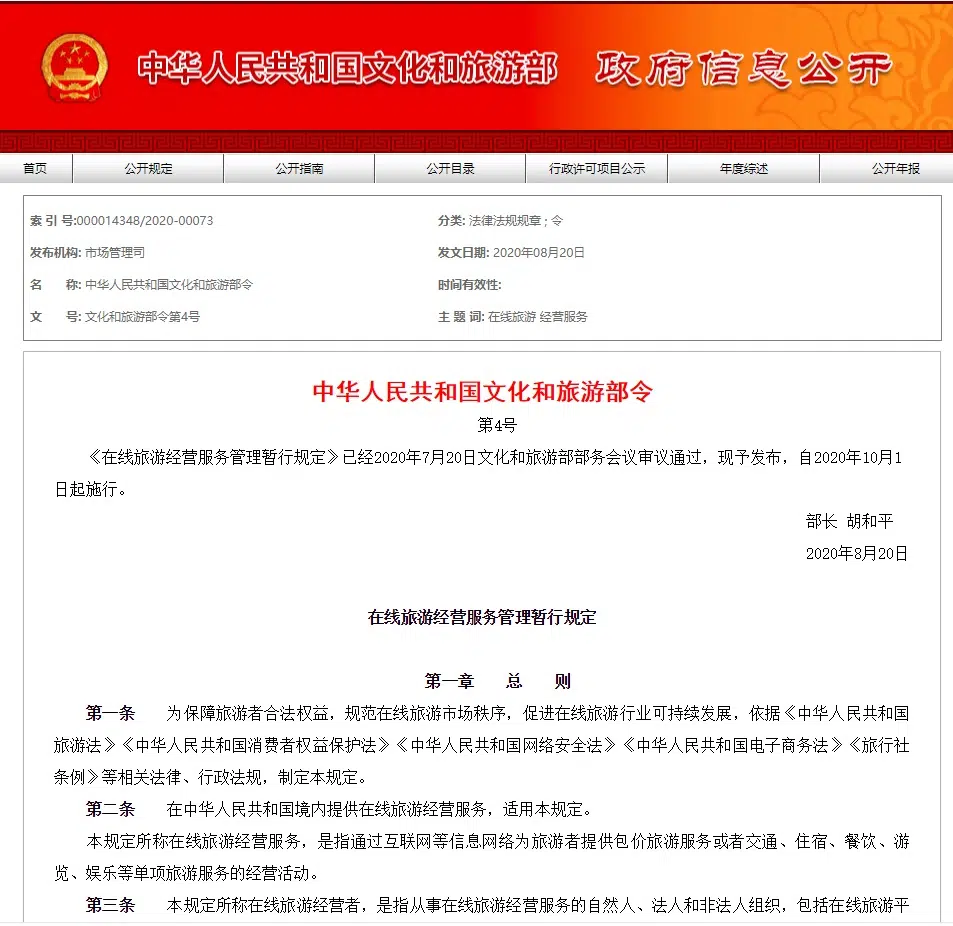 中华人民共和国文化和旅游部 政府信息公开
首页 公开规定 公开指南 公开目录 行政许可项目公示 年度综述 公开年报
索 引 号:000014348/2020-00073 分类: 法律法规规章 ; 令
发布机构: 市场管理司 发文日期: 2020年08月20日
名 称: 中华人民共和国文化和旅游部令 时间有效性:
文 号: 文化和旅游部令第4号 主 题 词: 在线旅游 经营服务
中华人民共和国文化和旅游部令
第4号
《在线旅游经营服务管理暂行规定》已经2020年7月20日文化和旅游部部务会议审议通过，现予发布，自2020年10月1
日起施行。
部长 胡和平
2020年8月20日
在线旅游经营服务管理暂行规定
第一章 总 则
第一条 为保障旅游者合法权益，规范在线旅游市场秩序，促进在线旅游行业可持续发展，依据《中华人民共和国
旅游法》《中华人民共和国消费者权益保护法》《中华人民共和国网络安全法》《中华人民共和国电子商务法》《旅行社
条例》等相关法律、行政法规，制定本规定。
第二条 在中华人民共和国境内提供在线旅游经营服务，适用本规定。
本规定所称在线旅游经营服务，是指通过互联网等信息网络为旅游者提供包价旅游服务或者交通、住宿、餐饮、游
览、娱乐等单项旅游服务的经营活动。
第三条 本规定所称在线旅游经营者，是指从事在线旅游经营服务的自然人、法人和非法人组织，包括在线旅游平